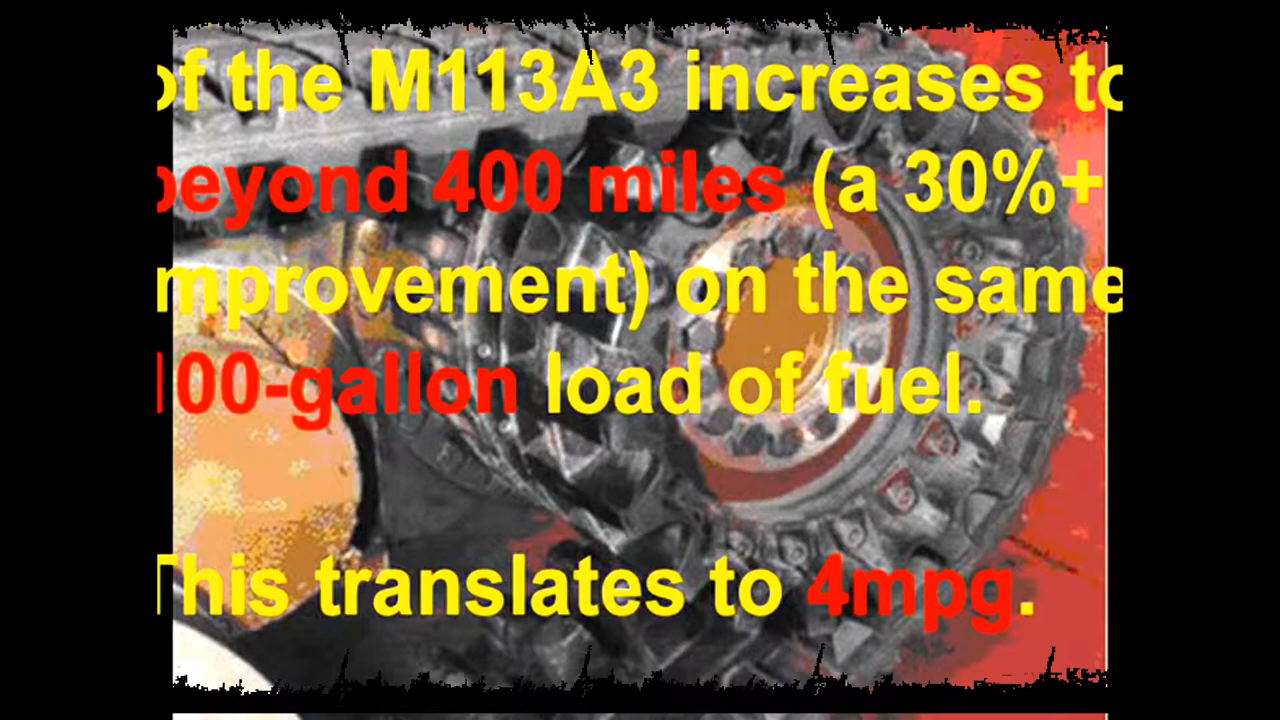 of the M113A3 increases to
beyond 400 miles (a 30%+
mprovement) on the same
100-gallon load of fuel.
This translates to 4mpg.